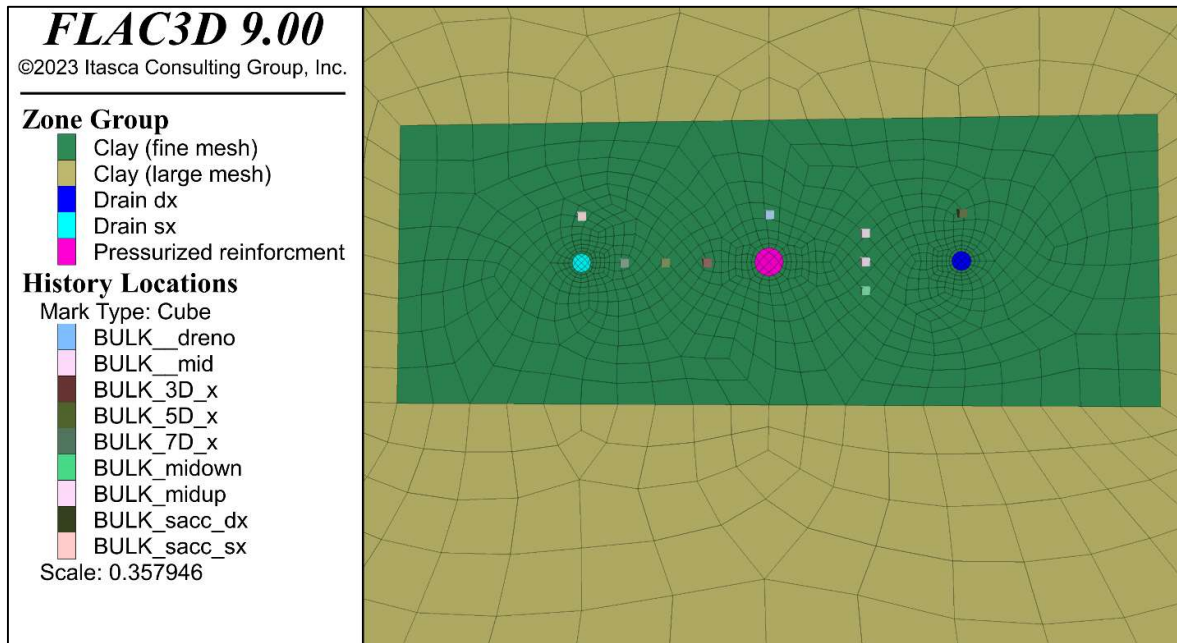 FLAC3D 9.00
©2023 Itasca Consulting Group, Inc.
Zone Group
Clay (fine mesh)
Clay (large mesh)
Drain dx
Drain sx
Pressurized reinforcment
History Locations
Mark Type: Cube
BULK__dreno
BULK__mid
BULK_3D_x
BULK_5D_x
BULK_7D_x
BULK_midown
BULK_midup
BULK_sacc_dx
BULK_sacc_sx
Scale: 0.357946